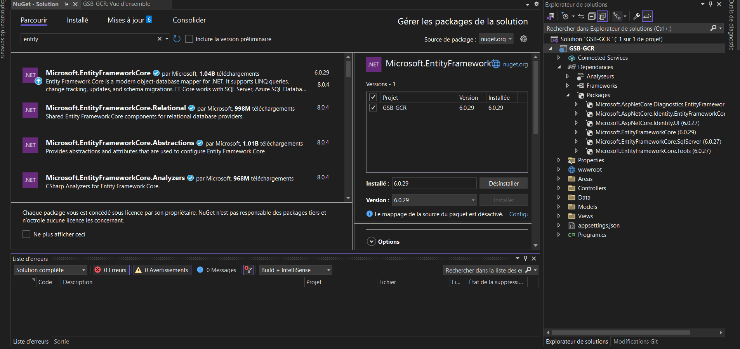 NuGet - Solution
GSB-GCR: Vue d'ensemble
Parcourir
Installé
Mises à jour 6
Consolider
Gérer les packages de la solution
entity
Inclure la version préliminaire
Source de package :
nuget.org
.NET
Microsoft.EntityFrameworkCore
par Microsoft, 1.04B téléchargements
6.0.29
8.0.4
Entity Framework Core is a modern object-database mapper for .NET. It supports LINQ queries,
change tracking, updates, and schema migrations. EF Core works with SQL Server, Azure SQL Databa...
.NET
Microsoft.EntityFrameworkCore.Relational
par Microsoft, 998M téléchargements
8.0.4
Shared Entity Framework Core components for relational database providers
.NET
Microsoft.EntityFrameworkCore.Abstractions
par Microsoft, 1.01B téléchargements
8.0.4
Provides abstractions and attributes that are used to configure Entity Framework Core
.NET
Microsoft.EntityFrameworkCore.Analyzers
par Microsoft, 968M téléchargements
8.0.4
CSharp Analyzers for Entity Framework Core.
Chaque package vous est concédé sous licence par son propriétaire. NuGet n'est pas responsable des packages tiers et
n'octroie aucune licence les concernant.
Ne plus afficher ceci
.NET
Microsoft.EntityFramework
nuget.org
Versions - 1
Projet
Version
Installée
GSB-GCR
6.0.29
6.0.29
Installé :
6.0.29
Désinstaller
Version :
6.0.29
Installer
Le mappage de la source du paquet est désactivé.
Configu
Options
Liste d'erreurs
Solution complète
0 Erreurs
0 Avertissements
0 Messages
Build + IntelliSense
Rechercher dans la liste des er
Code
Description
Projet
Fichier
État de la suppressi...
Liste d'erreurs
Sortie
Explorateur de solutions
Rechercher dans Explorateur de solutions (Ctrl+;)
Solution 'GSB-GCR' (1 sur 1 de projet)
GSB-GCR
Connected Services
Dépendances
Analyseurs
Frameworks
Packages
Microsoft.AspNetCore.Diagnostics.EntityFramewor
Microsoft.AspNetCore.Identity.EntityFrameworkC
Microsoft.AspNetCore.Identity.UI (6.0.27)
Microsoft.EntityFrameworkCore (6.0.29)
Microsoft.EntityFrameworkCore.SqlServer (6.0.27)
Microsoft.EntityFrameworkCore.Tools (6.0.27)
Properties
wwwroot
Areas
Controllers
Data
Models
Views
appsettings.json
C# Program.cs
Explorateur de solutions
Modifications Git
Outils de diagnostic